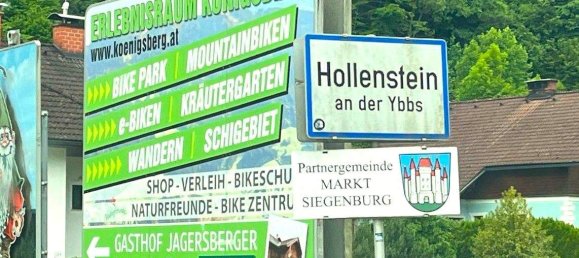 ERLEBNISRAUM KÖNIGSBE
www.koenigsberg.at
BIKE PARK | MOUNTAINBIKEN
e-BIKEN | KRÄUTERGARTEN
WANDERN | SCHIGEBIET
SHOP - VERLEIH - BIKESCHU
NATURFREUNDE - BIKE ZENTRU
GASTHOF JAGERSBERGER
Hollenstein
an der Ybbs
Partnergemeinde
MARKT
SIEGENBURG